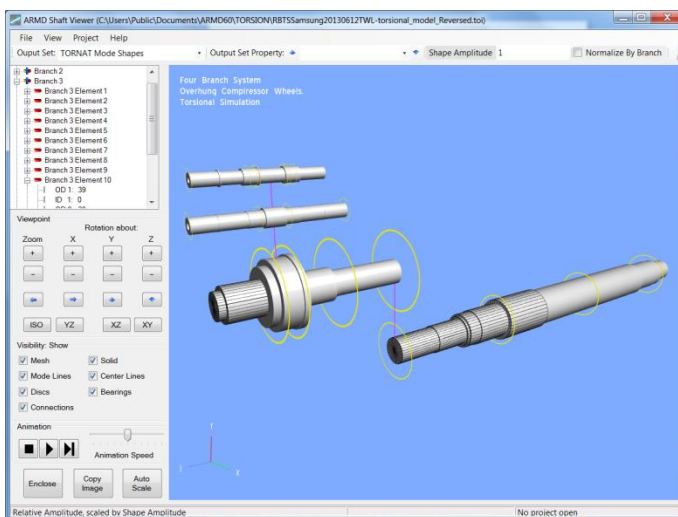 ARMD Shaft Viewer (C:\Users\Public\Documents\ARMD60\TORSION\RBTSSamsung20130612TWL-torsional_model_Reversed.toi)
File View Project Help
Ouput Set: TORNAT Mode Shapes Output Set Property: Shape Amplitude 1 Normalize By Branch
Branch 2
Branch 3
Branch 3 Element 1
Branch 3 Element 2
Branch 3 Element 3
Branch 3 Element 4
Branch 3 Element 5
Branch 3 Element 6
Branch 3 Element 7
Branch 3 Element 8
Branch 3 Element 9
Branch 3 Element 10
OD 1: 39
ID 1: 0
Four Branch System
Overhung Compressor Wheels.
Torsional Simulation
Viewpoint
Rotation about:
Zoom X Y Z
+ + + +
- - - -
ISO YZ XZ XY
Visibility: Show
Mesh Solid
Mode Lines Center Lines
Discs Bearings
Connections
Animation
Animation Speed
Enclose Copy Image Auto Scale
Y
X
Relative Amplitude, scaled by Shape Amplitude No project open